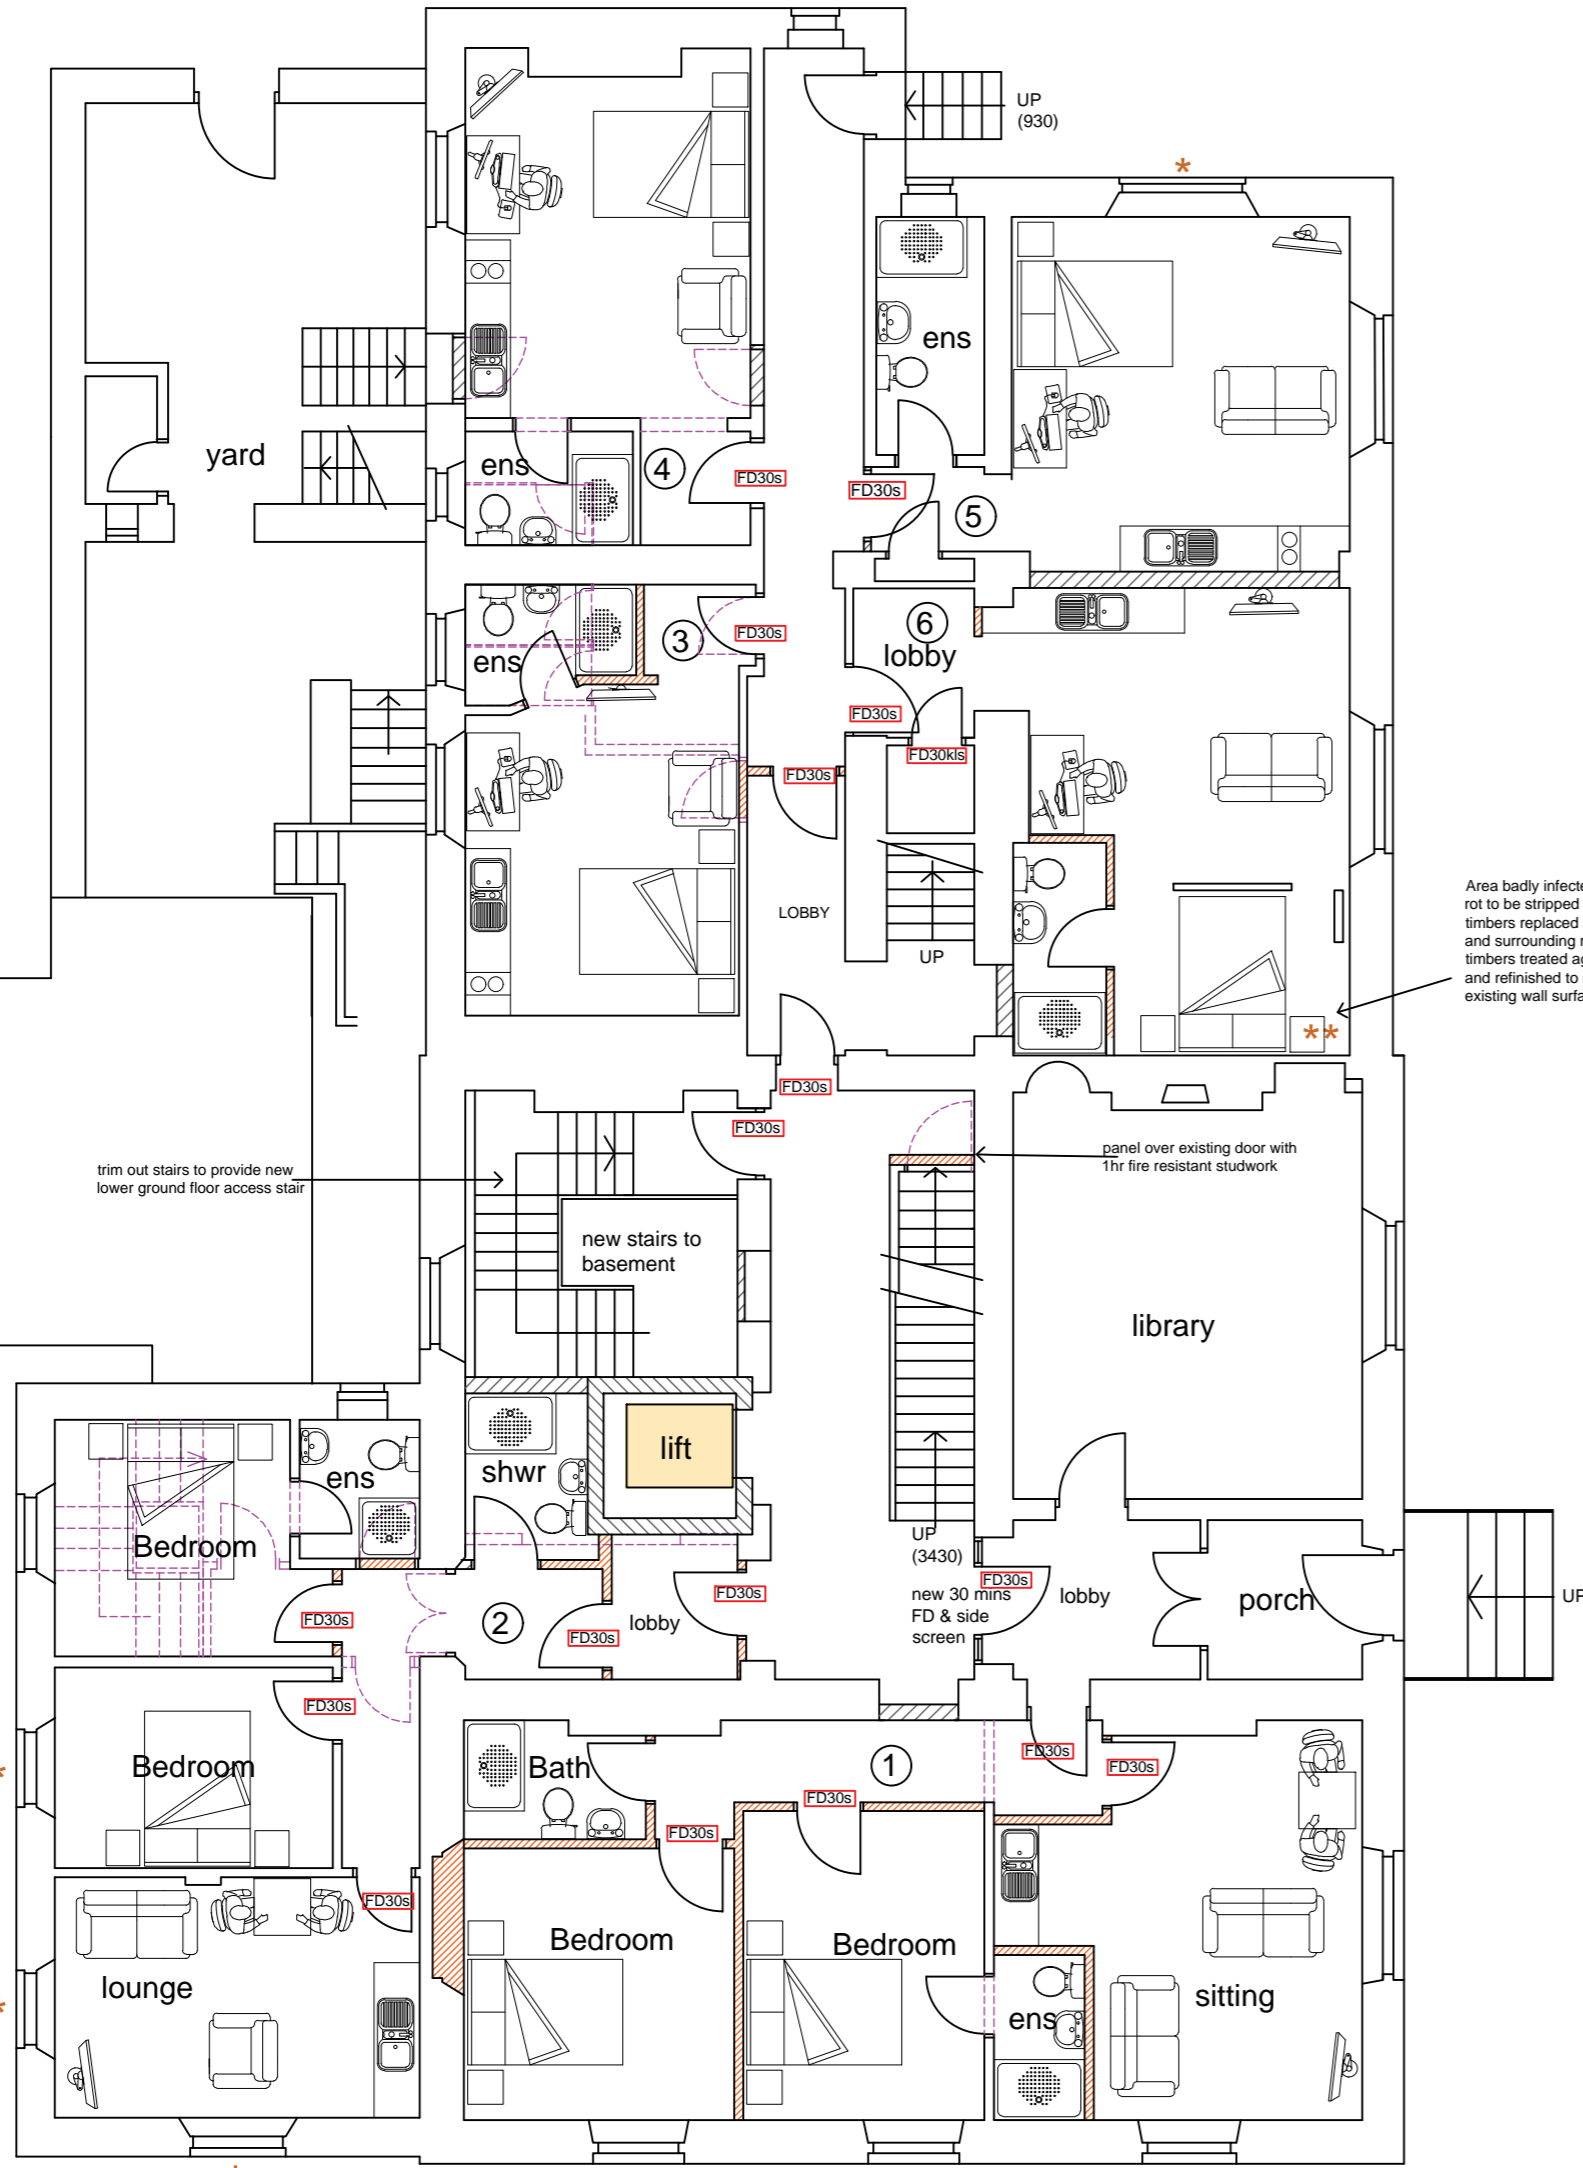 UP
(930)
*
ens
yard
ens
4
FD30s
FD30s
5
3
FD30s
6
lobby
ens
FD30s
FD30kls
FD30s
LOBBY
UP
Area badly
rot to be stripped
timbers replaced
and surrounding
timbers treated
and refinished to
existing wall
**
FD30s
FD30s
panel over existing door with
1hr fire resistant studwork
trim out stairs to provide new
lower ground floor access stair
new stairs to
basement
library
lift
shwr
ens
Bedroom
UP
(3430)
new 30 mins
FD & side
screen
FD30s
lobby
porch
UP
FD30s
lobby
FD30s
2
FD30s
FD30s
Bedroom
*
Bath
1
FD30s
FD30s
FD30s
FD30s
FD30s
lounge
*
Bedroom
Bedroom
ens
sitting
*